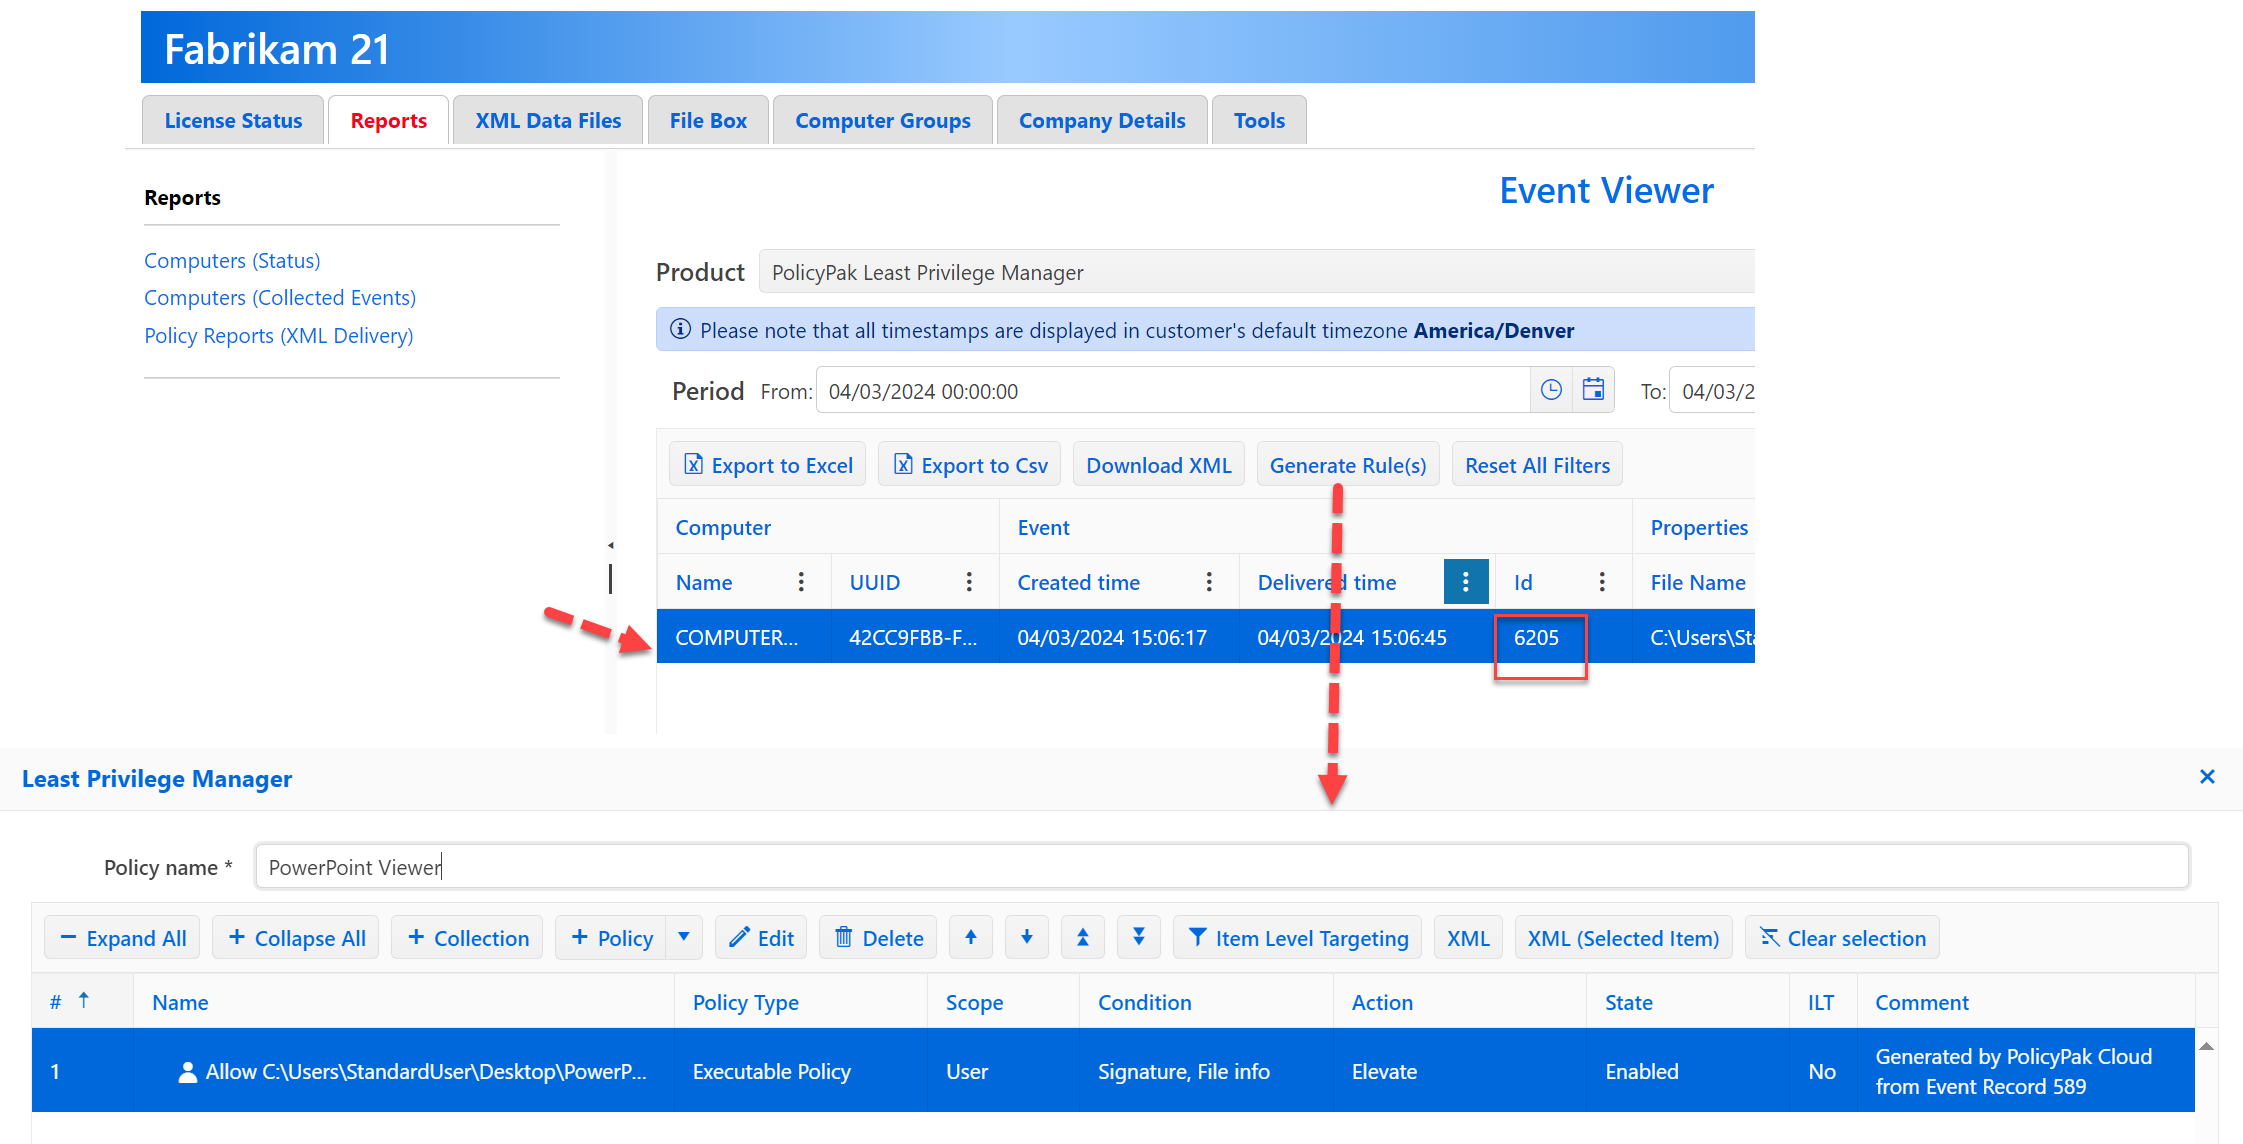 Fabrikam 21
License Status Reports XML Data Files File Box Computer Groups Company Details Tools
Reports
Computers (Status)
Computers (Collected Events)
Policy Reports (XML Delivery)
Event Viewer
Product PolicyPak Least Privilege Manager
Please note that all timestamps are displayed in customer's default timezone America/Denver
Period From: 04/03/2024 00:00:00 To: 04/03/2
Export to Excel Export to Csv Download XML Generate Rule(s) Reset All Filters
Computer Event Properties
Name UUID Created time Delivered time Id File Name
COMPUTER... 42CC9FBB-F... 04/03/2024 15:06:17 04/03/2024 15:06:45 6205 C:\Users\Sta
Least Privilege Manager
Policy name * PowerPoint Viewer
Expand All Collapse All Collection Policy Edit Delete Item Level Targeting XML XML (Selected Item) Clear selection
# Name Policy Type Scope Condition Action State ILT Comment
1 Allow C:\Users\StandardUser\Desktop\PowerP... Executable Policy User Signature, File info Elevate Enabled No Generated by PolicyPak Cloud
from Event Record 589